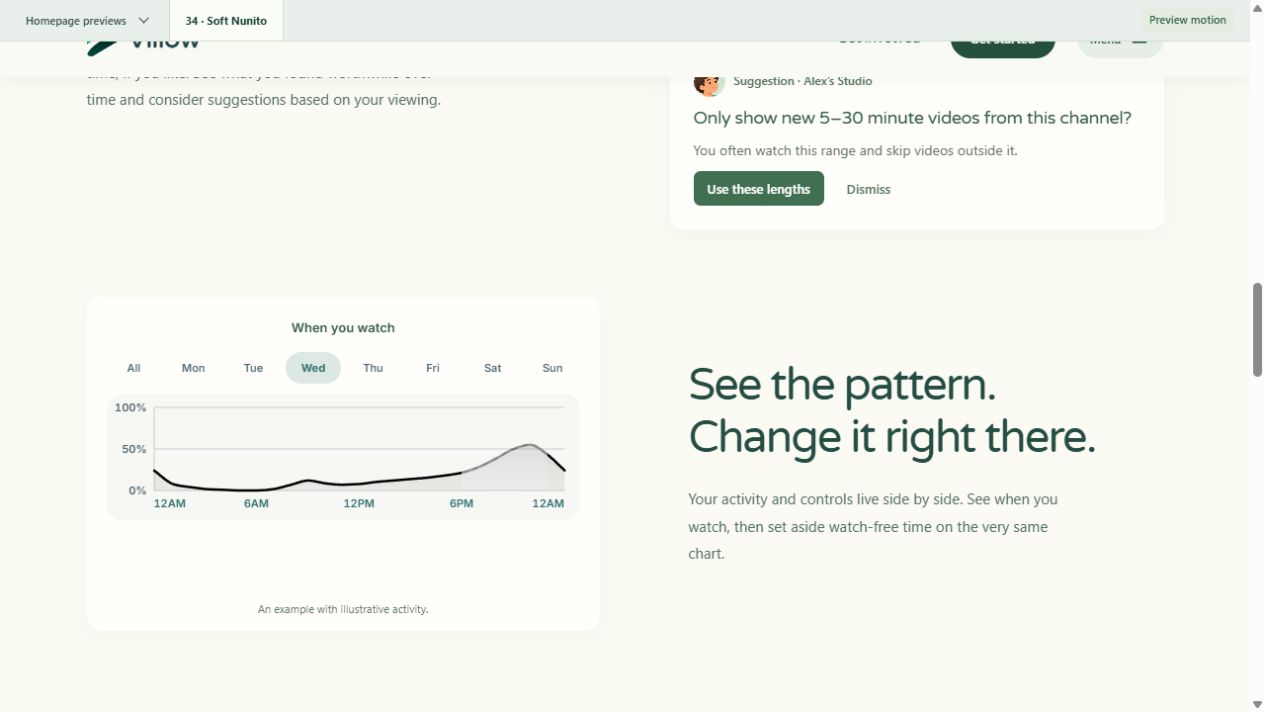 Homepage previews
34 · Soft Nunito
Preview motion
time and consider suggestions based on your viewing.
Suggestion · Alex's Studio
Only show new 5–30 minute videos from this channel?
You often watch this range and skip videos outside it.
Use these lengths
Dismiss
When you watch
All
Mon
Tue
Wed
Thu
Fri
Sat
Sun
100%
50%
0%
12AM
6AM
12PM
6PM
12AM
An example with illustrative activity.
See the pattern.
Change it right there.
Your activity and controls live side by side. See when you
watch, then set aside watch-free time on the very same
chart.